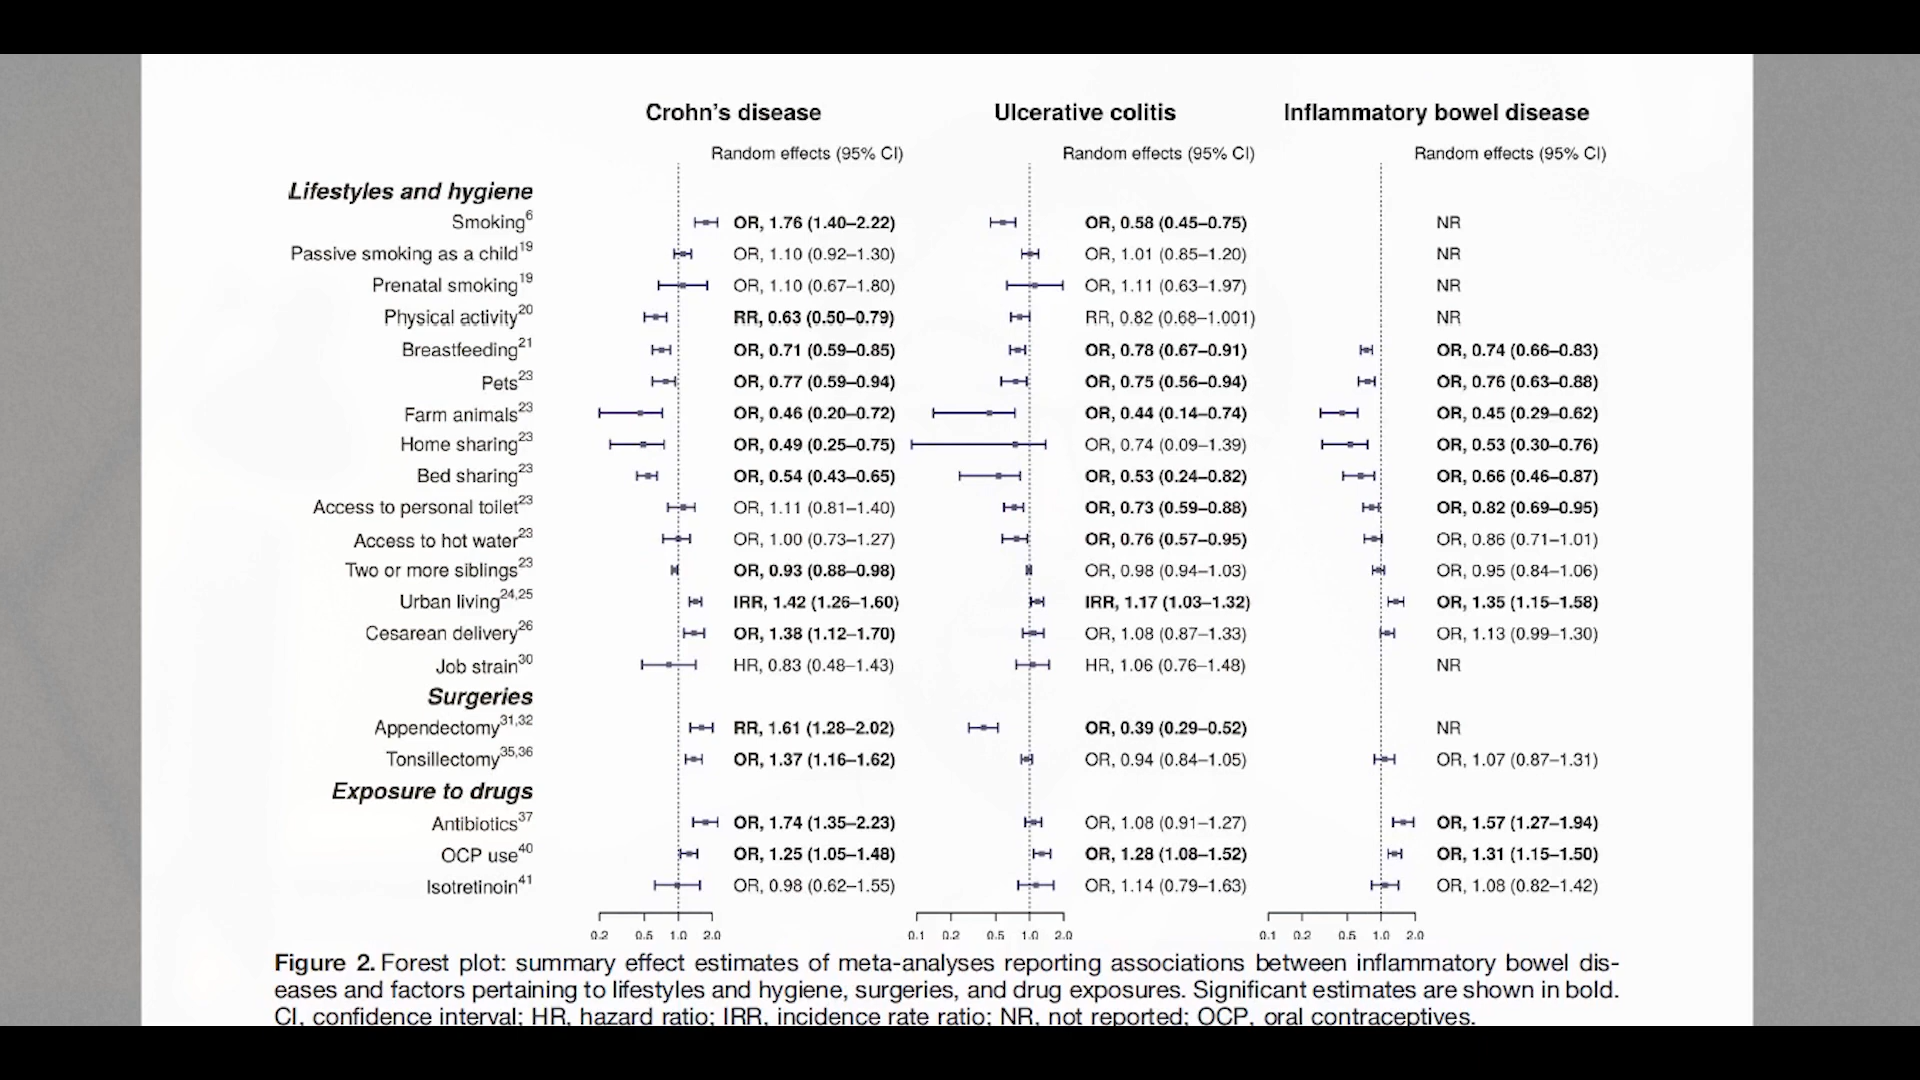 Crohn's disease Ulcerative colitis Inflammatory bowel disease
Random effects (95% CI) Random effects (95% CI) Random effects (95% CI)
Lifestyles and hygiene
Smoking6 OR, 1.76 (1.40–2.22) OR, 0.58 (0.45–0.75) NR
Passive smoking as a child19 OR, 1.10 (0.92–1.30) OR, 1.01 (0.85–1.20) NR
Prenatal smoking19 OR, 1.10 (0.67–1.80) OR, 1.11 (0.63–1.97) NR
Physical activity20 RR, 0.63 (0.50–0.79) RR, 0.82 (0.68–1.001) NR
Breastfeeding21 OR, 0.71 (0.59–0.85) OR, 0.78 (0.67–0.91) OR, 0.74 (0.66–0.83)
Pets23 OR, 0.77 (0.59–0.94) OR, 0.75 (0.56–0.94) OR, 0.76 (0.63–0.88)
Farm animals23 OR, 0.46 (0.20–0.72) OR, 0.44 (0.14–0.74) OR, 0.45 (0.29–0.62)
Home sharing23 OR, 0.49 (0.25–0.75) OR, 0.74 (0.09–1.39) OR, 0.53 (0.30–0.76)
Bed sharing23 OR, 0.54 (0.43–0.65) OR, 0.53 (0.24–0.82) OR, 0.66 (0.46–0.87)
Access to personal toilet23 OR, 1.11 (0.81–1.40) OR, 0.73 (0.59–0.88) OR, 0.82 (0.69–0.95)
Access to hot water23 OR, 1.00 (0.73–1.27) OR, 0.76 (0.57–0.95) OR, 0.86 (0.71–1.01)
Two or more siblings23 OR, 0.93 (0.88–0.98) OR, 0.98 (0.94–1.03) OR, 0.95 (0.84–1.06)
Urban living24,25 IRR, 1.42 (1.26–1.60) IRR, 1.17 (1.03–1.32) OR, 1.35 (1.15–1.58)
Cesarean delivery26 OR, 1.38 (1.12–1.70) OR, 1.08 (0.87–1.33) OR, 1.13 (0.99–1.30)
Job strain30 HR, 0.83 (0.48–1.43) HR, 1.06 (0.76–1.48) NR
Surgeries
Appendectomy31,32 RR, 1.61 (1.28–2.02) OR, 0.39 (0.29–0.52) NR
Tonsillectomy35,36 OR, 1.37 (1.16–1.62) OR, 0.94 (0.84–1.05) OR, 1.07 (0.87–1.31)
Exposure to drugs
Antibiotics37 OR, 1.74 (1.35–2.23) OR, 1.08 (0.91–1.27) OR, 1.57 (1.27–1.94)
OCP use40 OR, 1.25 (1.05–1.48) OR, 1.28 (1.08–1.52) OR, 1.31 (1.15–1.50)
Isotretinoin41 OR, 0.98 (0.62–1.55) OR, 1.14 (0.79–1.63) OR, 1.08 (0.82–1.42)
0.2 0.5 1.0 2.0 0.1 0.2 0.5 1.0 2.0 0.1 0.2 0.5 1.0 2.0
Figure 2. Forest plot: summary effect estimates of meta-analyses reporting associations between inflammatory bowel dis-
eases and factors pertaining to lifestyles and hygiene, surgeries, and drug exposures. Significant estimates are shown in bold.
CI, confidence interval; HR, hazard ratio; IRR, incidence rate ratio; NR, not reported; OCP, oral contraceptives.